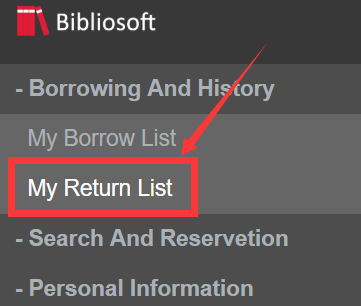 Bibliosoft
- Borrowing And History
My Borrow List
My Return List
- Search And Reservetion
- Personal Information